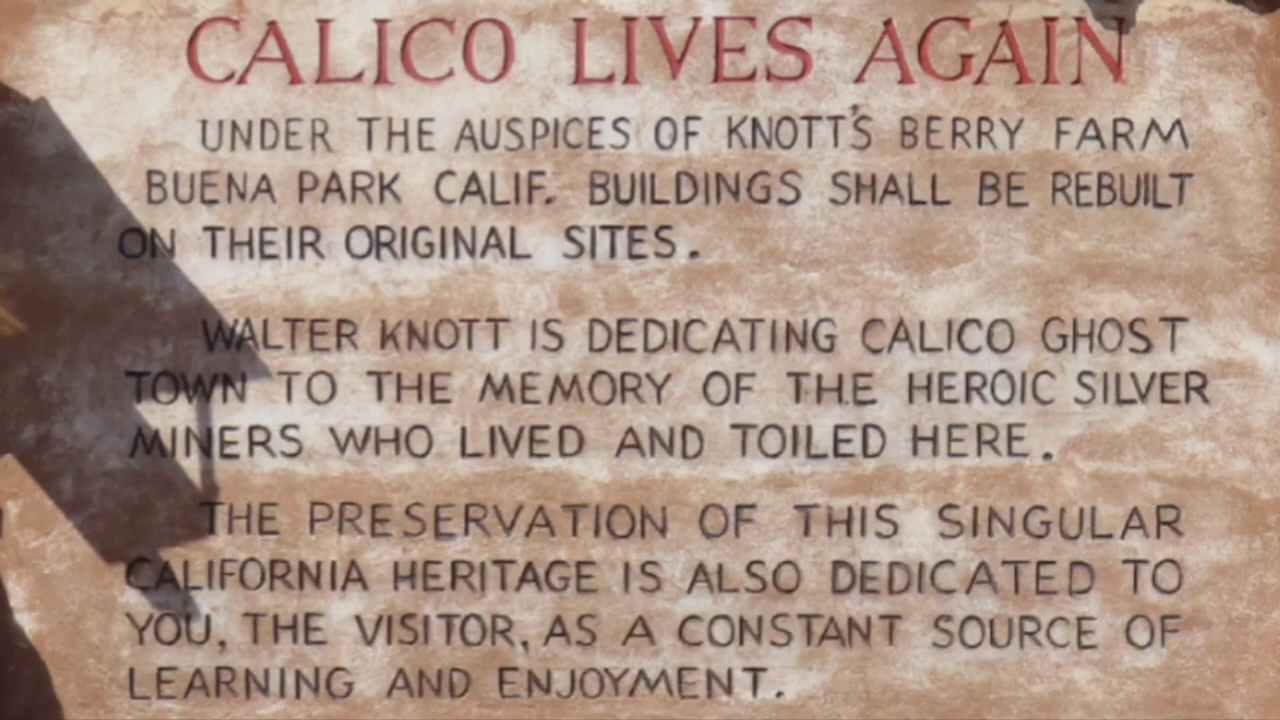 CALICO LIVES AGAIN
UNDER THE AUSPICES OF KNOTT'S BERRY FARM
BUENA PARK CALIF. BUILDINGS SHALL BE REBUILT
ON THEIR ORIGINAL SITES.
WALTER KNOTT IS DEDICATING CALICO GHOST
TOWN TO THE MEMORY OF THE HEROIC SILVER
MINERS WHO LIVED AND TOILED HERE.
THE PRESERVATION OF THIS SINGULAR
CALIFORNIA HERITAGE IS ALSO DEDICATED TO
YOU, THE VISITOR, AS A CONSTANT SOURCE OF
LEARNING AND ENJOYMENT.